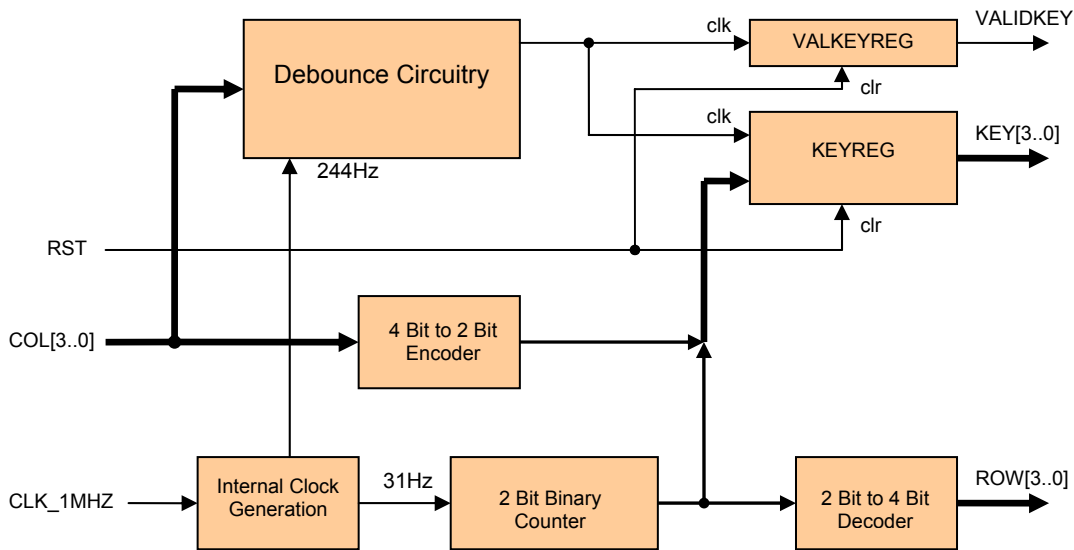 clk
VALKEYREG
VALIDKEY
Debounce Circuitry
clr
clk
KEYREG
KEY[3..0]
244Hz
clr
RST
COL[3..0]
4 Bit to 2 Bit
Encoder
CLK_1MHZ
Internal Clock
Generation
31Hz
2 Bit Binary
Counter
2 Bit to 4 Bit
Decoder
ROW[3..0]